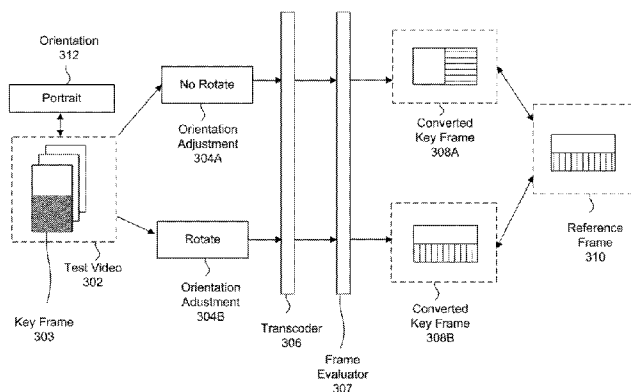 Orientation
312
Portrait
Test Video
302
Key Frame
303
No Rotate
Orientation
Adjustment
304A
Rotate
Orientation
Adjustment
304B
Transcoder
306
Frame
Evaluator
307
Converted
Key Frame
308A
Converted
Key Frame
308B
Reference
Frame
310